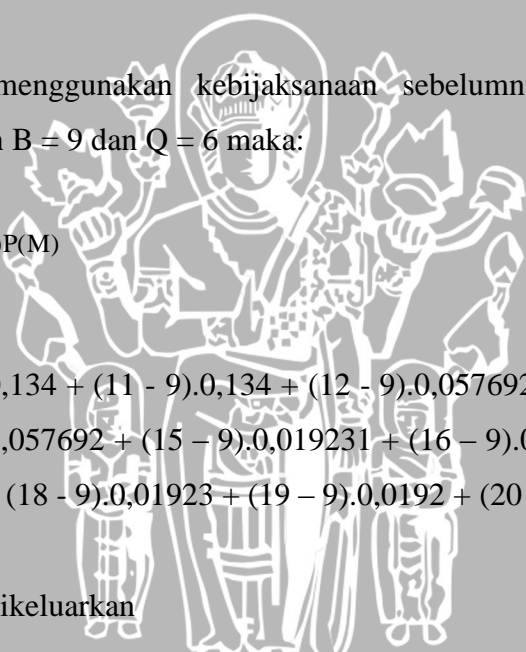 menggunakan kebijaksanaan sebelumn
B = 9 dan Q = 6 maka:
P(M)
,134 + (11 - 9).0,134 + (12 - 9).0,057692
,057692 + (15 – 9).0,019231 + (16 – 9).0
(18 - 9).0,01923 + (19 – 9).0,0192 + (20
ikeluarkan